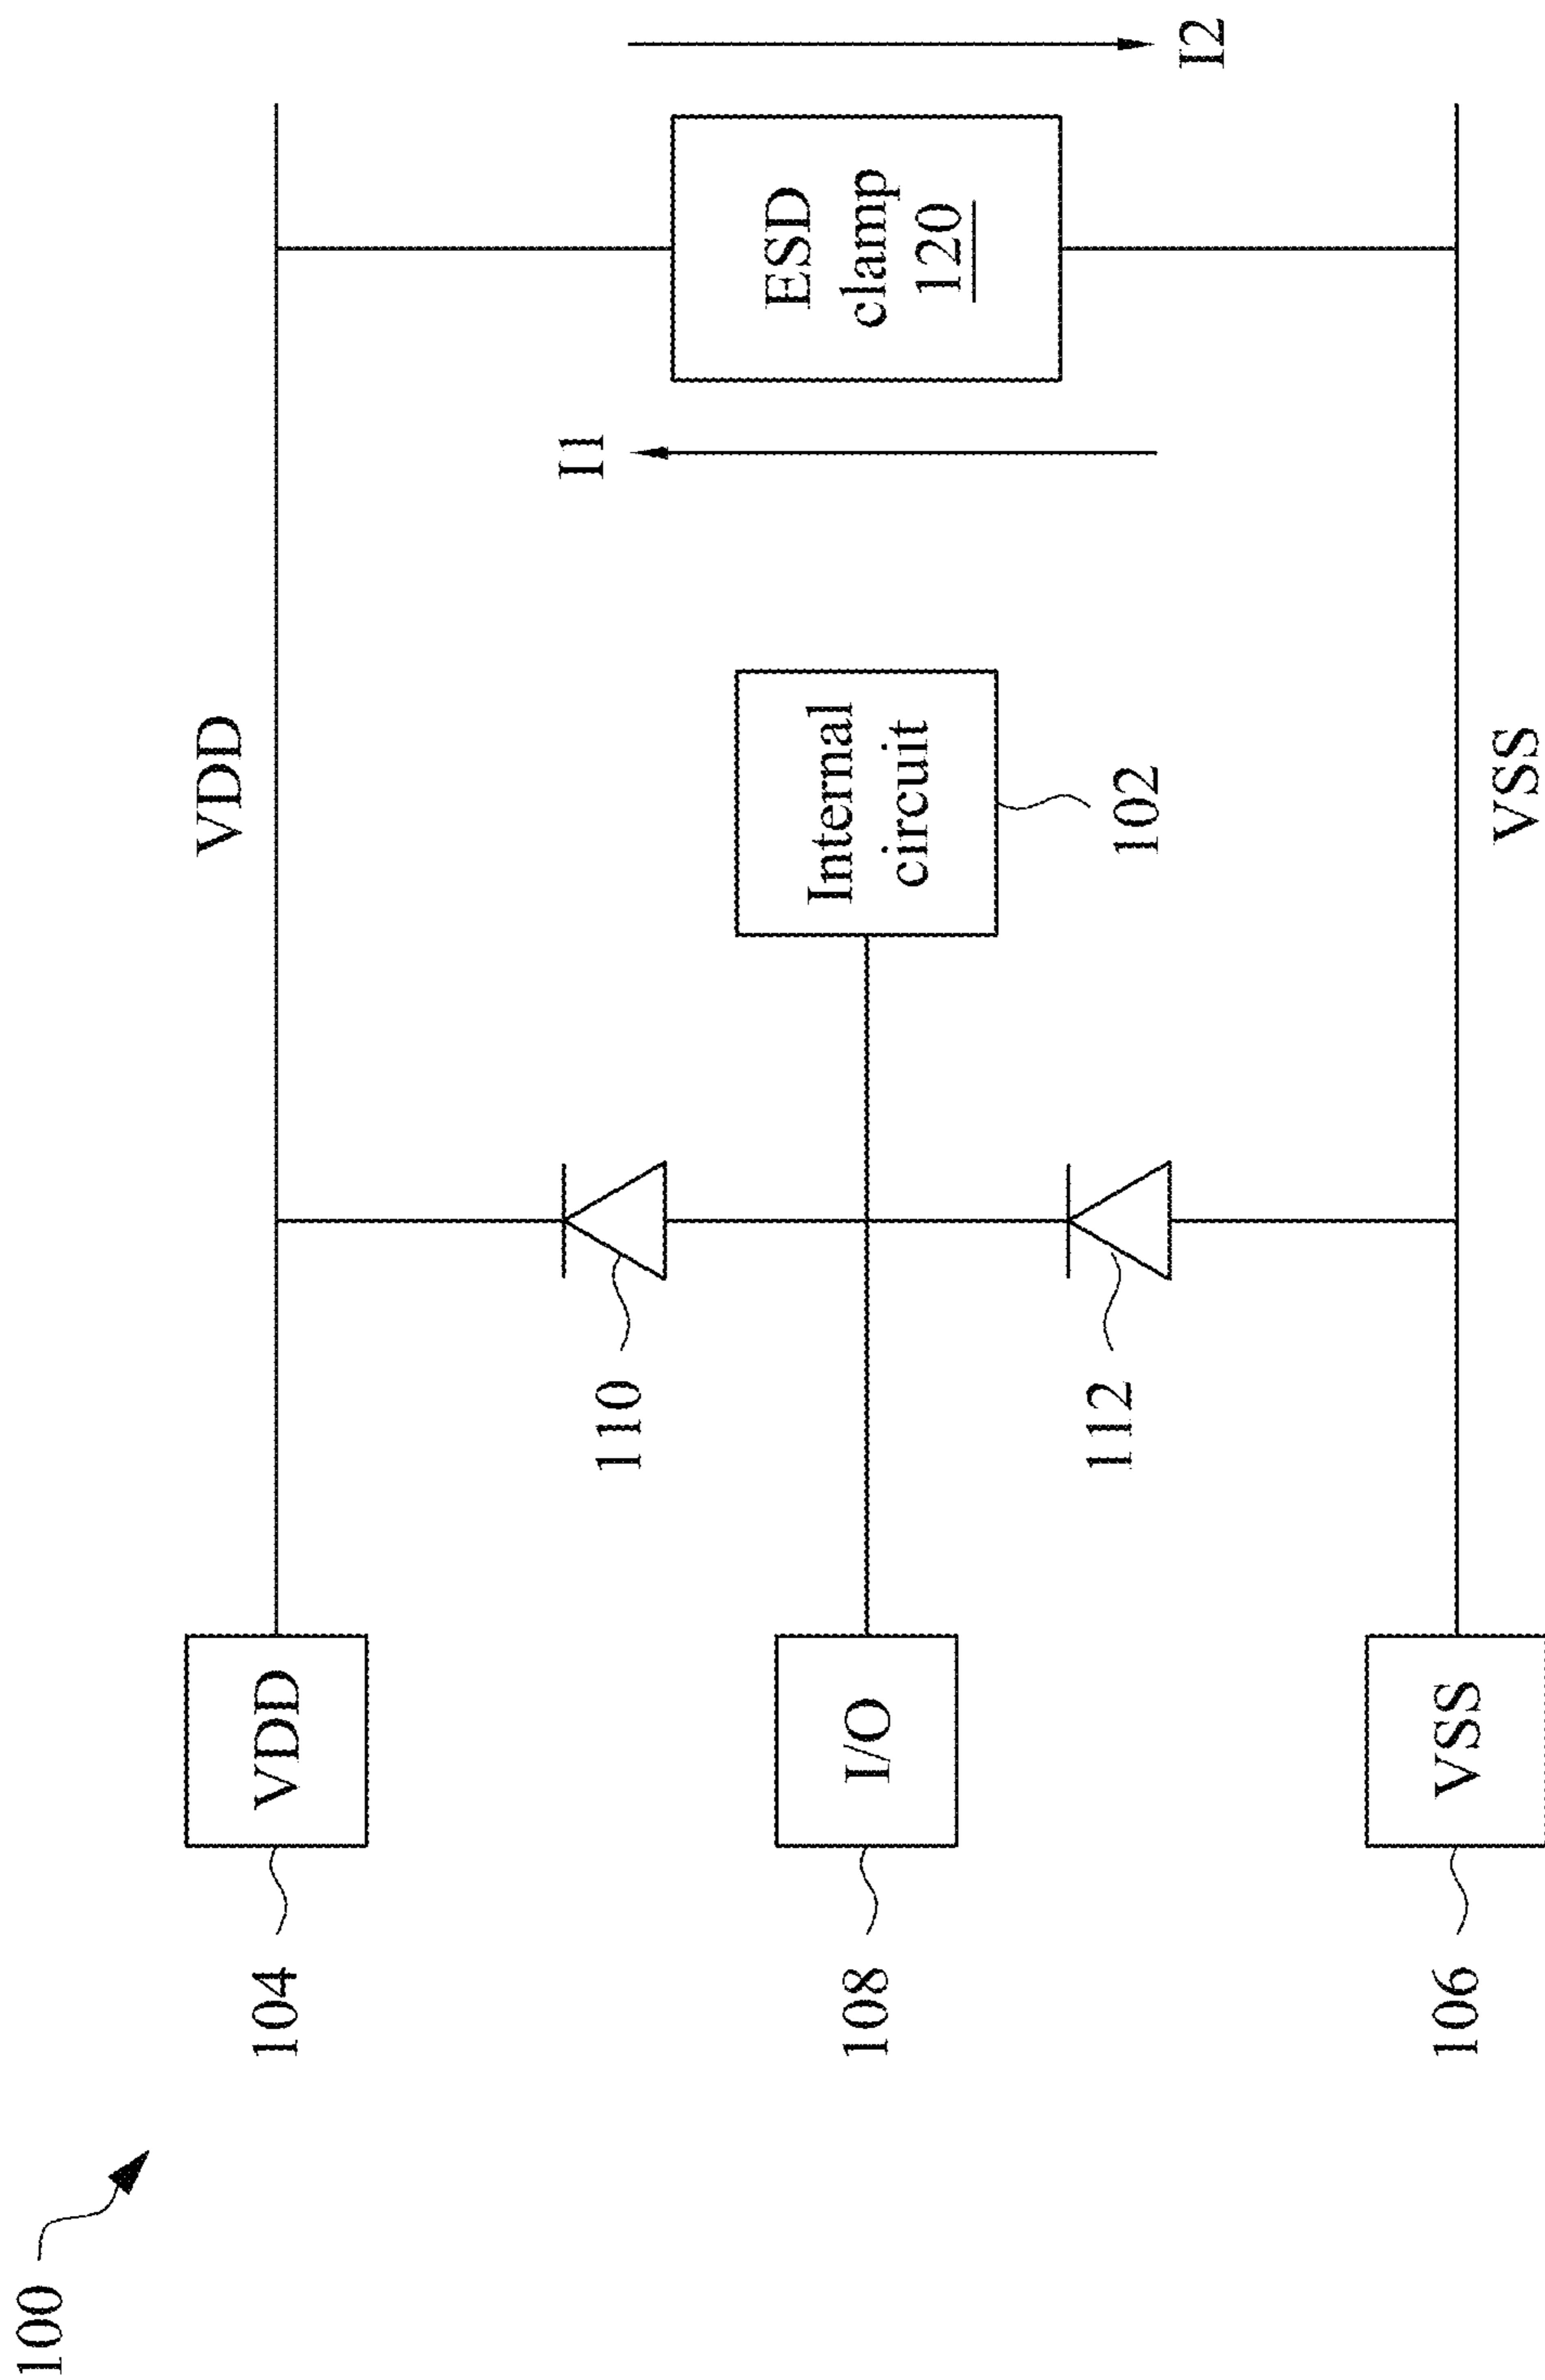 100
VDD
104
VDD
I1
110
ESD
clamp
120
Internal
circuit
108
I/O
112
102
I2
106
VSS
VSS